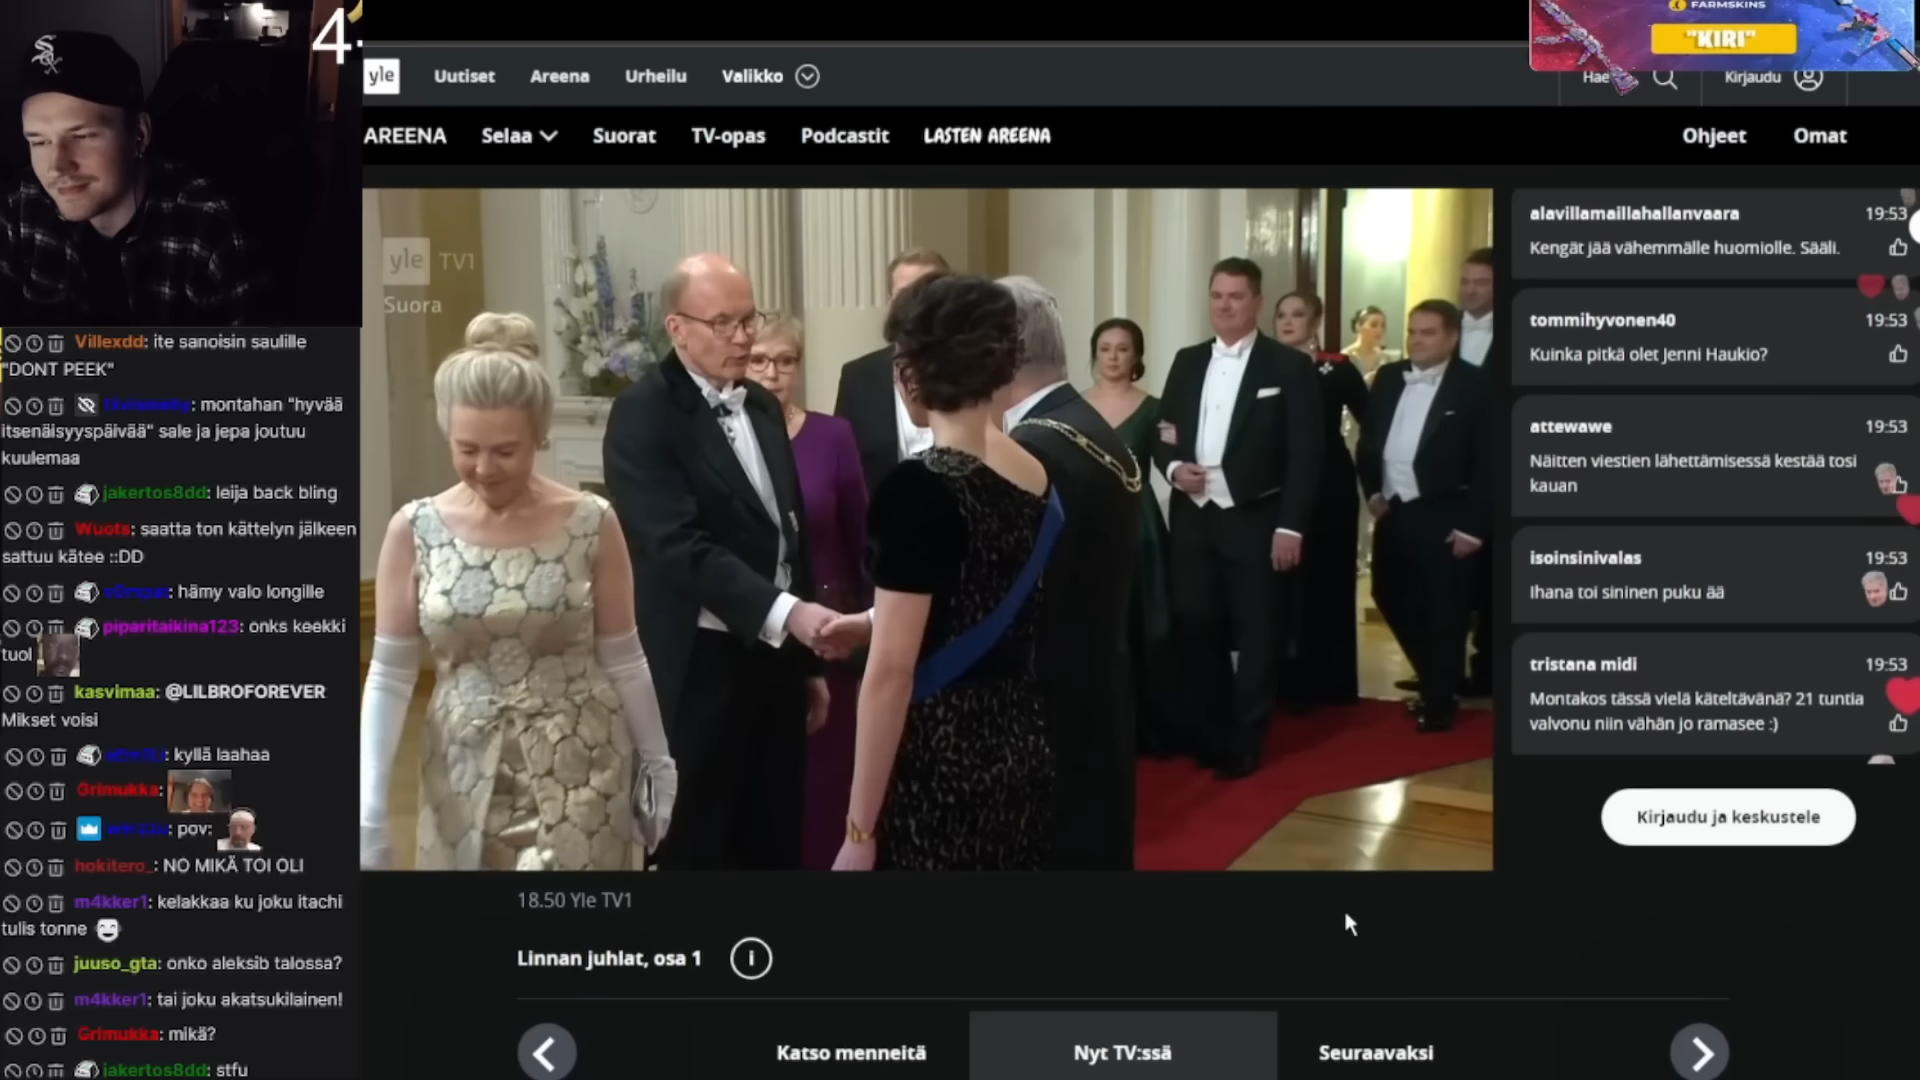 4
Sox
FARMSKINS
"KIRI"
yle
Uutiset
Areena
Urheilu
Valikko
Hae
Kirjaudu
AREENA
Selaa
Suorat
TV-opas
Podcastit
LASTEN AREENA
Ohjeet
Omat
yle TV1
Suora
Villexdd: ite sanoisin saulille
"DONT PEEK"
: montahan "hyvää
itsenäisyyspäivää" sale ja jepa joutuu
kuulemaa
jakertos8dd: leija back bling
Wuots: saatta ton kättelyn jälkeen
sattuu kätee ::DD
: hämy valo longille
piparitaikina123: onks keekki
tuol
kasvimaa: @LILBROFOREVER
Mikset voisi
: kyllä laahaa
Grimukka:
: pov:
hokitero_: NO MIKÄ TOI OLI
m4kker1: kelakkaa ku joku itachi
tulis tonne
juuso_gta: onko aleksib talossa?
m4kker1: tai joku akatsukilainen!
Grimukka: mikä?
jakertos8dd: stfu
alavillamaillahallanvaara 19:53
Kengät jää vähemmälle huomiolle. Sääli.
tommihyvonen40 19:53
Kuinka pitkä olet Jenni Haukio?
attewawe 19:53
Näitten viestien lähettämisessä kestää tosi
kauan
isoinsinivalas 19:53
Ihana toi sininen puku ää
tristana midi 19:53
Montakos tässä vielä käteltävänä? 21 tuntia
valvonu niin vähän jo ramasee :)
Kirjaudu ja keskustele
18.50 Yle TV1
Linnan juhlat, osa 1
i
Katso menneitä
Nyt TV:ssä
Seuraavaksi